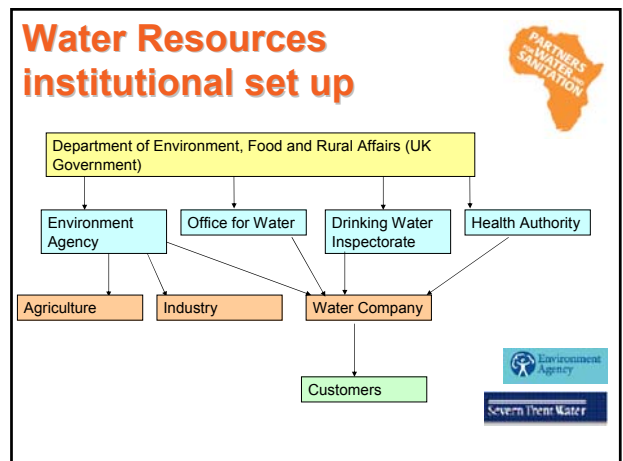 Water Resources
institutional set up
PARTNERS
FOR WATER AND
SANITATION
Department of Environment, Food and Rural Affairs (UK
Government)
Environment
Agency
Office for Water
Drinking Water
Inspectorate
Health Authority
Agriculture
Industry
Water Company
Customers
Environment
Agency
Severn Trent Water